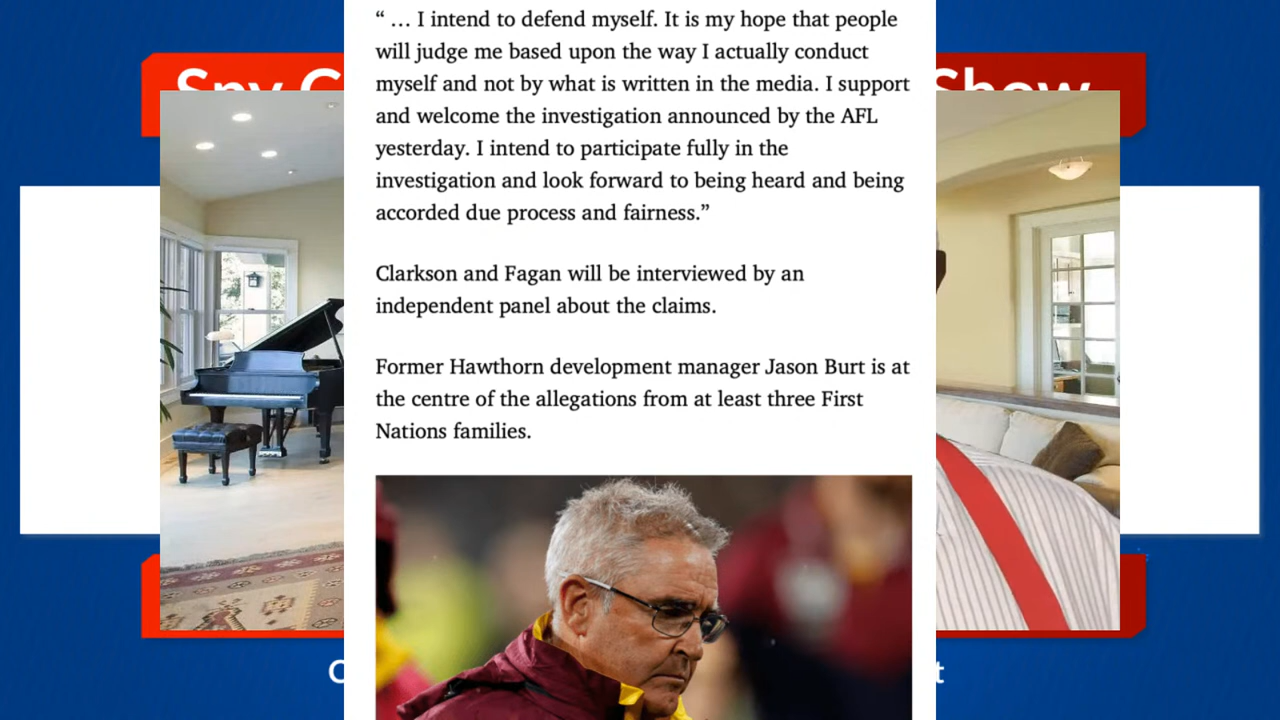 “ … I intend to defend myself. It is my hope that people
will judge me based upon the way I actually conduct
myself and not by what is written in the media. I support
and welcome the investigation announced by the AFL
yesterday. I intend to participate fully in the
investigation and look forward to being heard and being
accorded due process and fairness.”
Clarkson and Fagan will be interviewed by an
independent panel about the claims.
Former Hawthorn development manager Jason Burt is at
the centre of the allegations from at least three First
Nations families.
Spy
Show